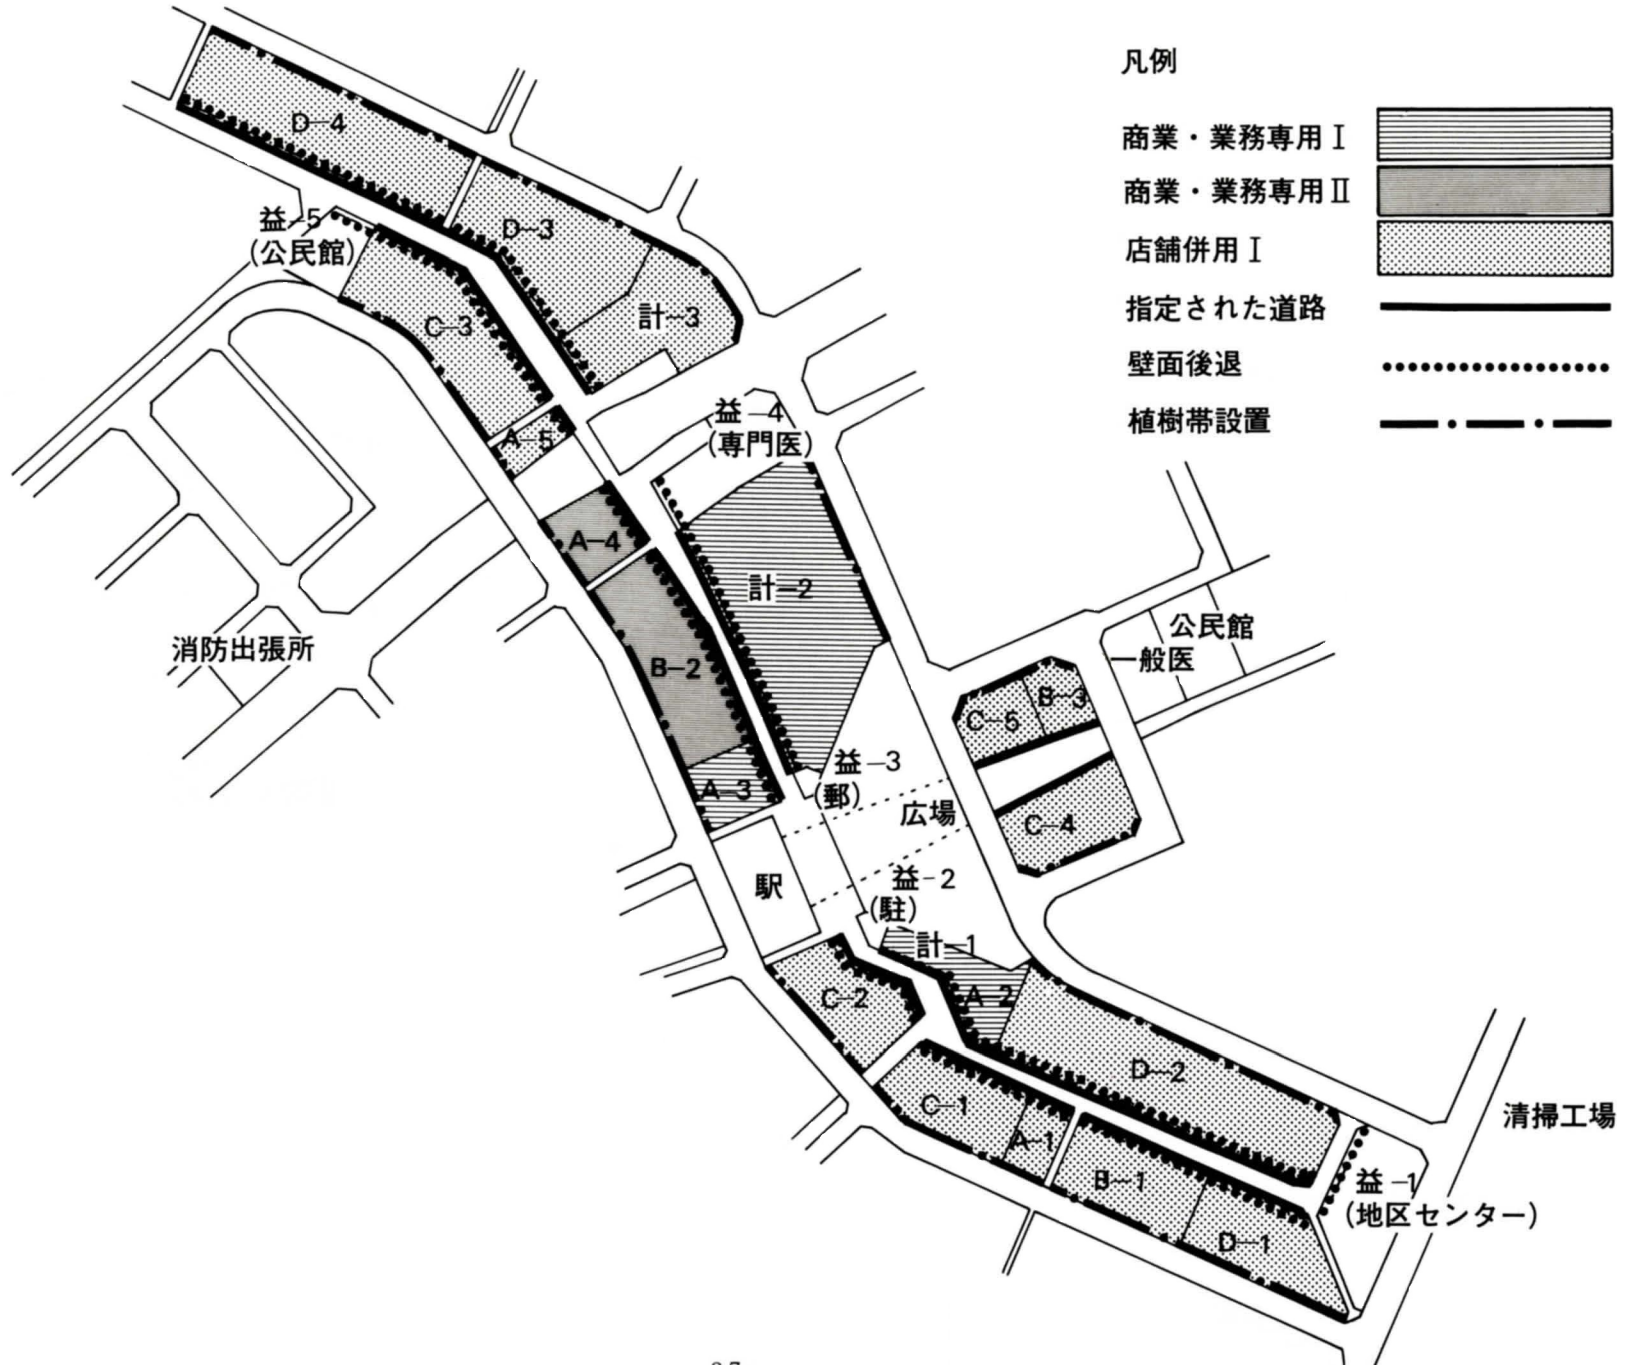 凡例
商業・業務専用Ⅰ
商業・業務専用Ⅱ
店舗併用Ⅰ
指定された道路
壁面後退
植樹帯設置
D-4
D-3
益-5
(公民館)
計-3
C-3
益-4
(専門医)
A-5
A-4
計-2
消防出張所
B-2
公民館
一般医
B-3
C-5
益-3
(郵)
A-3
広場
C-4
駅
益-2
(駐)
計-1
C-2
A-2
D-2
C-1
A-1
清掃工場
B-1
益-1
(地区センター)
D-1